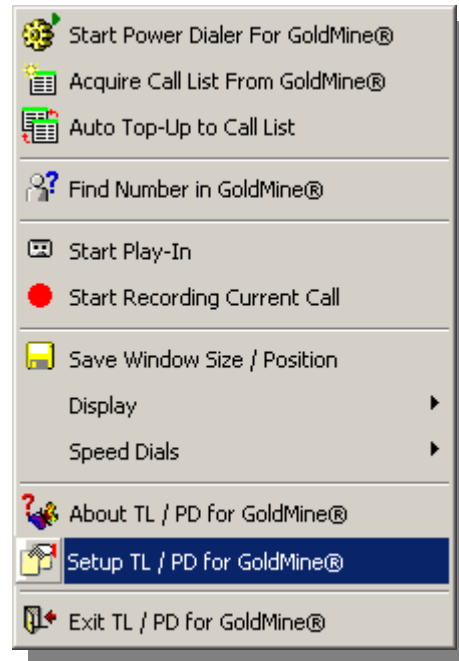 Start Power Dialer For GoldMine®
Acquire Call List From GoldMine®
Auto Top-Up to Call List
Find Number in GoldMine®
Start Play-In
Start Recording Current Call
Save Window Size / Position
Display
Speed Dials
About TL / PD for GoldMine®
Setup TL / PD for GoldMine®
Exit TL / PD for GoldMine®